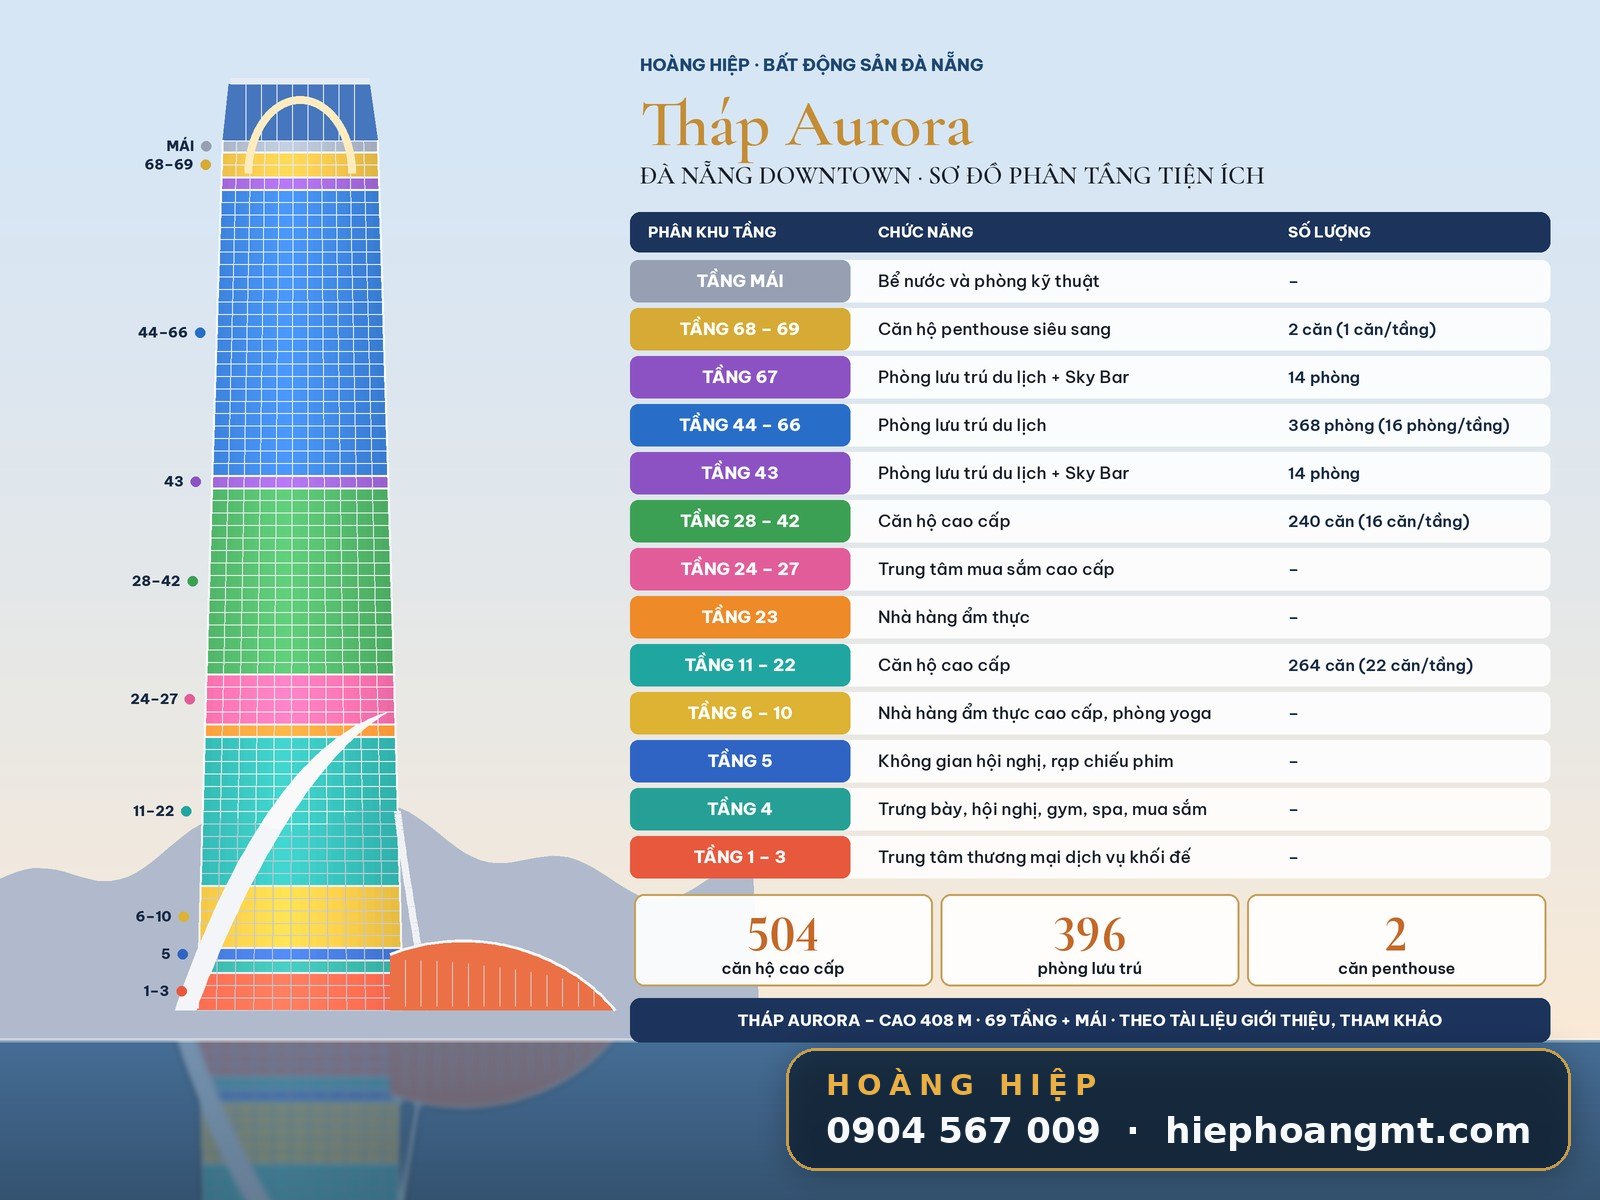 HOÀNG HIỆP · BẤT ĐỘNG SẢN ĐÀ NẴNG
Tháp Aurora
ĐÀ NẴNG DOWNTOWN · SƠ ĐỒ PHÂN TẦNG TIỆN ÍCH
MÁI
68–69
44–66
43
28–42
24–27
11–22
6–10
5
1–3
PHÂN KHU TẦNG CHỨC NĂNG SỐ LƯỢNG
TẦNG MÁI Bể nước và phòng kỹ thuật –
TẦNG 68 – 69 Căn hộ penthouse siêu sang 2 căn (1 căn/tầng)
TẦNG 67 Phòng lưu trú du lịch + Sky Bar 14 phòng
TẦNG 44 – 66 Phòng lưu trú du lịch 368 phòng (16 phòng/tầng)
TẦNG 43 Phòng lưu trú du lịch + Sky Bar 14 phòng
TẦNG 28 – 42 Căn hộ cao cấp 240 căn (16 căn/tầng)
TẦNG 24 – 27 Trung tâm mua sắm cao cấp –
TẦNG 23 Nhà hàng ẩm thực –
TẦNG 11 – 22 Căn hộ cao cấp 264 căn (22 căn/tầng)
TẦNG 6 – 10 Nhà hàng ẩm thực cao cấp, phòng yoga –
TẦNG 5 Không gian hội nghị, rạp chiếu phim –
TẦNG 4 Trưng bày, hội nghị, gym, spa, mua sắm –
TẦNG 1 – 3 Trung tâm thương mại dịch vụ khối đế –
504 396 2
căn hộ cao cấp phòng lưu trú căn penthouse
THÁP AURORA – CAO 408 M · 69 TẦNG + MÁI · THEO TÀI LIỆU GIỚI THIỆU, THAM KHẢO
HOÀNG HIỆP
0904 567 009 · hiephoangmt.com